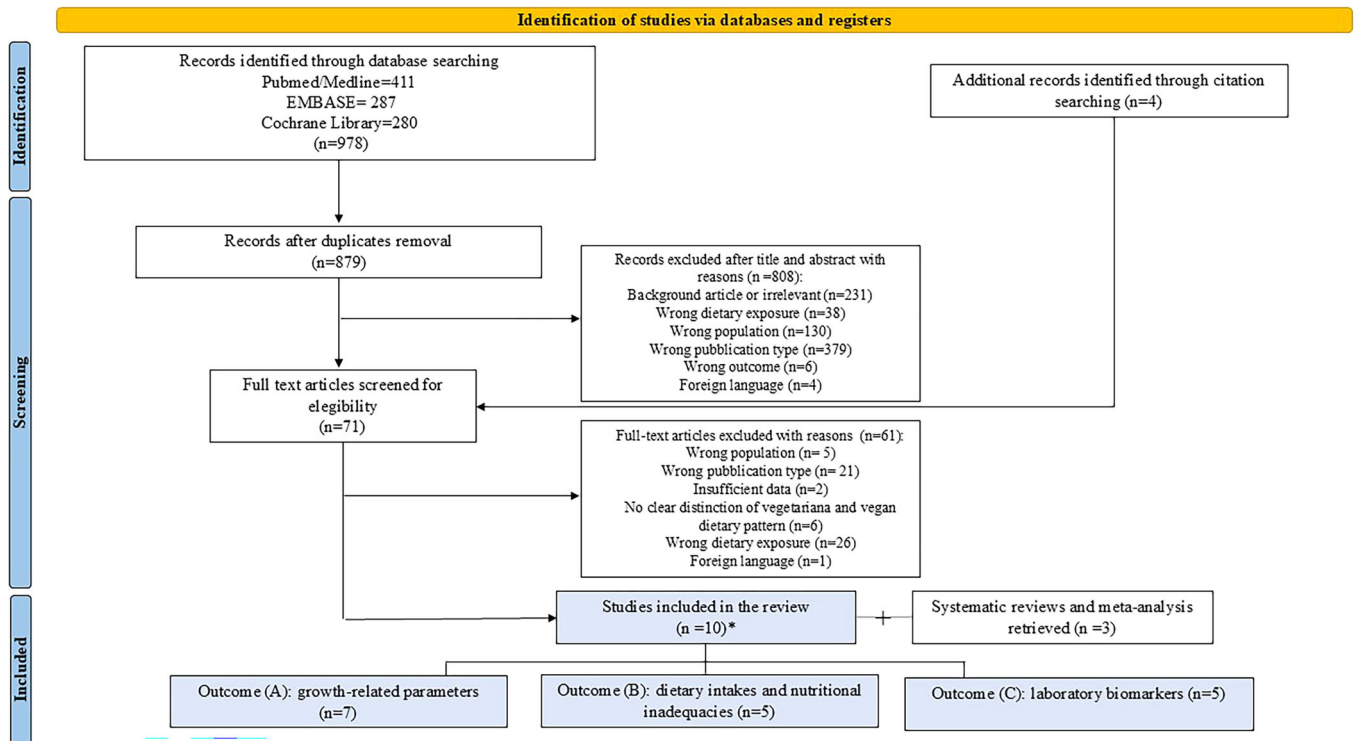 Identification of studies via databases and registers
Identification
Records identified through database searching
Pubmed/Medline=411
EMBASE= 287
Cochrane Library=280
(n=978)
Additional records identified through citation
searching (n=4)
Screening
Records after duplicates removal
(n=879)
Records excluded after title and abstract with
reasons (n =808):
Background article or irrelevant (n=231)
Wrong dietary exposure (n=38)
Wrong population (n=130)
Wrong pubblication type (n=379)
Wrong outcome (n=6)
Foreign language (n=4)
Full text articles screened for
elegibility
(n=71)
Full-text articles excluded with reasons (n=61):
Wrong population (n= 5)
Wrong pubblication type (n= 21)
Insufficient data (n=2)
No clear distinction of vegetariana and vegan
dietary pattern (n=6)
Wrong dietary exposure (n=26)
Foreign language (n=1)
Included
Studies included in the review
(n =10)*
Systematic reviews and meta-analysis
retrieved (n =3)
Outcome (A): growth-related parameters
(n=7)
Outcome (B): dietary intakes and nutritional
inadequacies (n=5)
Outcome (C): laboratory biomarkers (n=5)